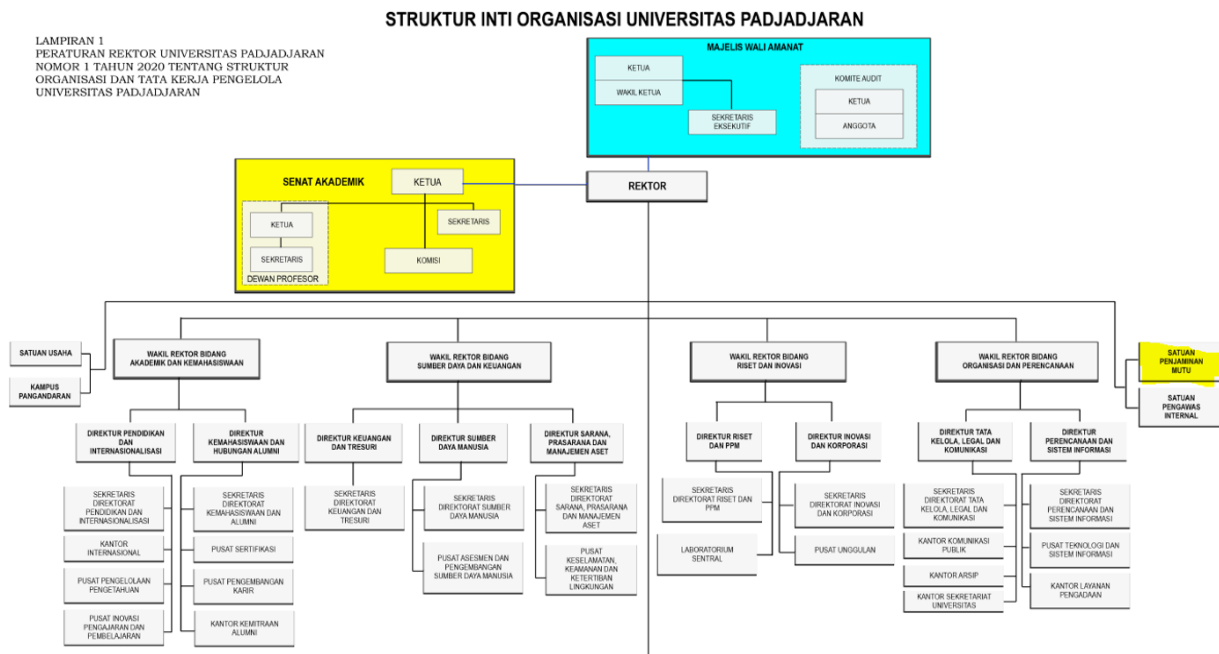 STRUKTUR INTI ORGANISASI UNIVERSITAS PADJADJARAN
LAMPIRAN 1
PERATURAN REKTOR UNIVERSITAS PADJADJARAN
NOMOR 1 TAHUN 2020 TENTANG STRUKTUR
ORGANISASI DAN TATA KERJA PENGELOLA
UNIVERSITAS PADJADJARAN
MAJELIS WALI AMANAT
KETUA
WAKIL KETUA
SEKRETARIS
EKSEKUTIF
KOMITE AUDIT
KETUA
ANGGOTA
SENAT AKADEMIK
KETUA
KETUA
SEKRETARIS
SEKRETARIS
KOMISI
DEWAN PROFESOR
REKTOR
SATUAN USAHA
KAMPUS
PANGANDARAN
WAKIL REKTOR BIDANG
AKADEMIK DAN KEMAHASISWAAN
WAKIL REKTOR BIDANG
SUMBER DAYA DAN KEUANGAN
WAKIL REKTOR BIDANG
RISET DAN INOVASI
WAKIL REKTOR BIDANG
ORGANISASI DAN PERENCANAAN
SATUAN
PENJAMINAN
MUTU
SATUAN
PENGAWAS
INTERNAL
DIREKTUR PENDIDIKAN
DAN
INTERNASIONALISASI
DIREKTUR
KEMAHASISWAAN DAN
HUBUNGAN ALUMNI
DIREKTUR KEUANGAN
DAN TRESURI
DIREKTUR SUMBER
DAYA MANUSIA
DIREKTUR SARANA,
PRASARANA DAN
MANAJEMEN ASET
DIREKTUR RISET
DAN PPM
DIREKTUR INOVASI
DAN KORPORASI
DIREKTUR TATA
KELOLA, LEGAL DAN
KOMUNIKASI
DIREKTUR
PERENCANAAN DAN
SISTEM INFORMASI
SEKRETARIS
DIREKTORAT
PENDIDIKAN DAN
INTERNASIONALISASI
KANTOR
INTERNASIONAL
PUSAT PENGELOLAAN
PENGETAHUAN
PUSAT INOVASI
PENGAJARAN DAN
PEMBELAJARAN
SEKRETARIS
DIREKTORAT
KEMAHASISWAAN DAN
ALUMNI
PUSAT SERTIFIKASI
PUSAT PENGEMBANGAN
KARIR
KANTOR KEMITRAAN
ALUMNI
SEKRETARIS
DIREKTORAT
KEUANGAN DAN
TRESURI
SEKRETARIS
DIREKTORAT SUMBER
DAYA MANUSIA
PUSAT ASESMEN DAN
PENGEMBANGAN
SUMBER DAYA MANUSIA
SEKRETARIS
DIREKTORAT
SARANA, PRASARANA
DAN MANAJEMEN
ASET
PUSAT
KESELAMATAN,
KEAMANAN DAN
KETERTIBAN
LINGKUNGAN
SEKRETARIS
DIREKTORAT RISET DAN
PPM
LABORATORIUM
SENTRAL
SEKRETARIS
DIREKTORAT INOVASI
DAN KORPORASI
PUSAT UNGGULAN
SEKRETARIS
DIREKTORAT TATA
KELOLA, LEGAL DAN
KOMUNIKASI
KANTOR KOMUNIKASI
PUBLIK
KANTOR ARSIP
KANTOR SEKRETARIAT
UNIVERSITAS
SEKRETARIS
DIREKTORAT
PERENCANAAN DAN
SISTEM INFORMASI
PUSAT TEKNOLOGI DAN
SISTEM INFORMASI
KANTOR LAYANAN
PENGADAAN